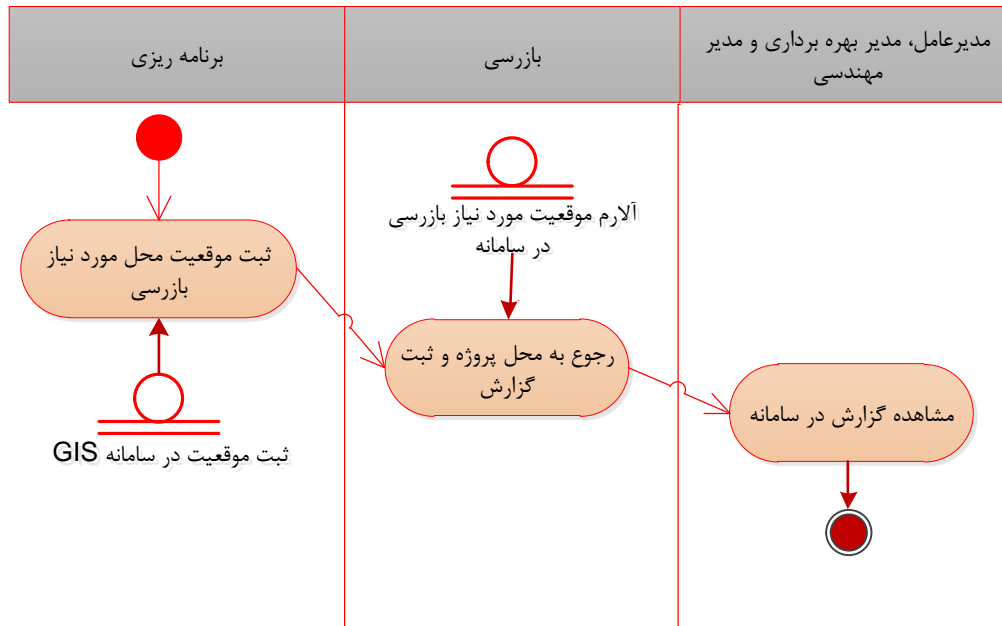 برنامه ریزی
بازرسی
مدیرعامل، مدیر بهره برداری و مدیر
مهندسی
ثبت موقعیت محل مورد نیاز
بازرسی
ثبت موقعیت در سامانه GIS
آلارم موقعیت مورد نیاز بازرسی
در سامانه
رجوع به محل پروژه و ثبت
گزارش
مشاهده گزارش در سامانه